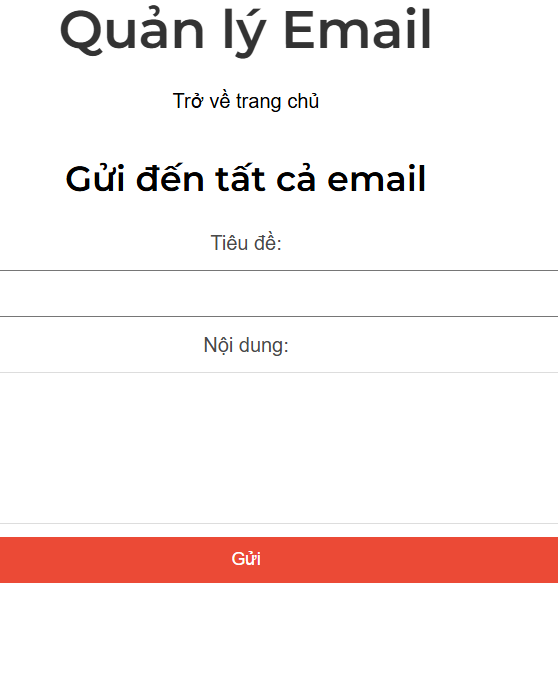 Quản lý Email
Trở về trang chủ
Gửi đến tất cả email
Tiêu đề:
Nội dung:
Gửi